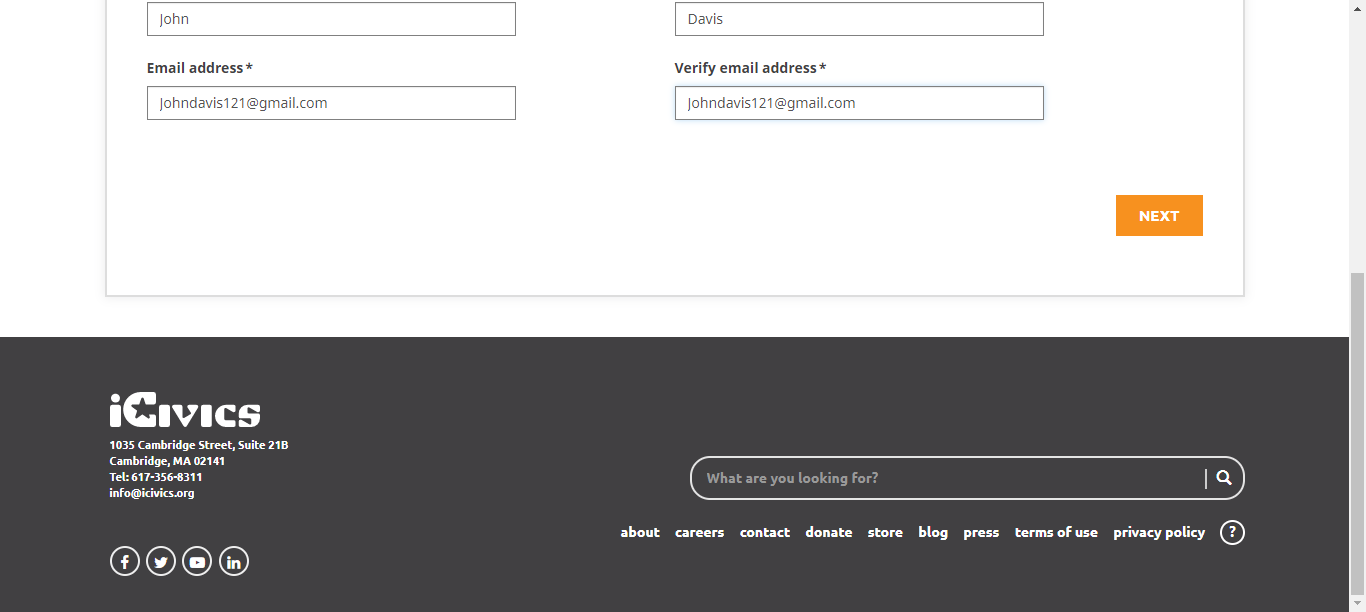 John
Davis
Email address*
Verify email address*
Johndavis121@gmail.com
Johndavis121@gmail.com
NEXT
iCivics
1035 Cambridge Street, Suite 21B
Cambridge, MA 02141
Tel: 617-356-8311
info@icivics.org
What are you looking for?
about careers contact donate store blog press terms of use privacy policy ?